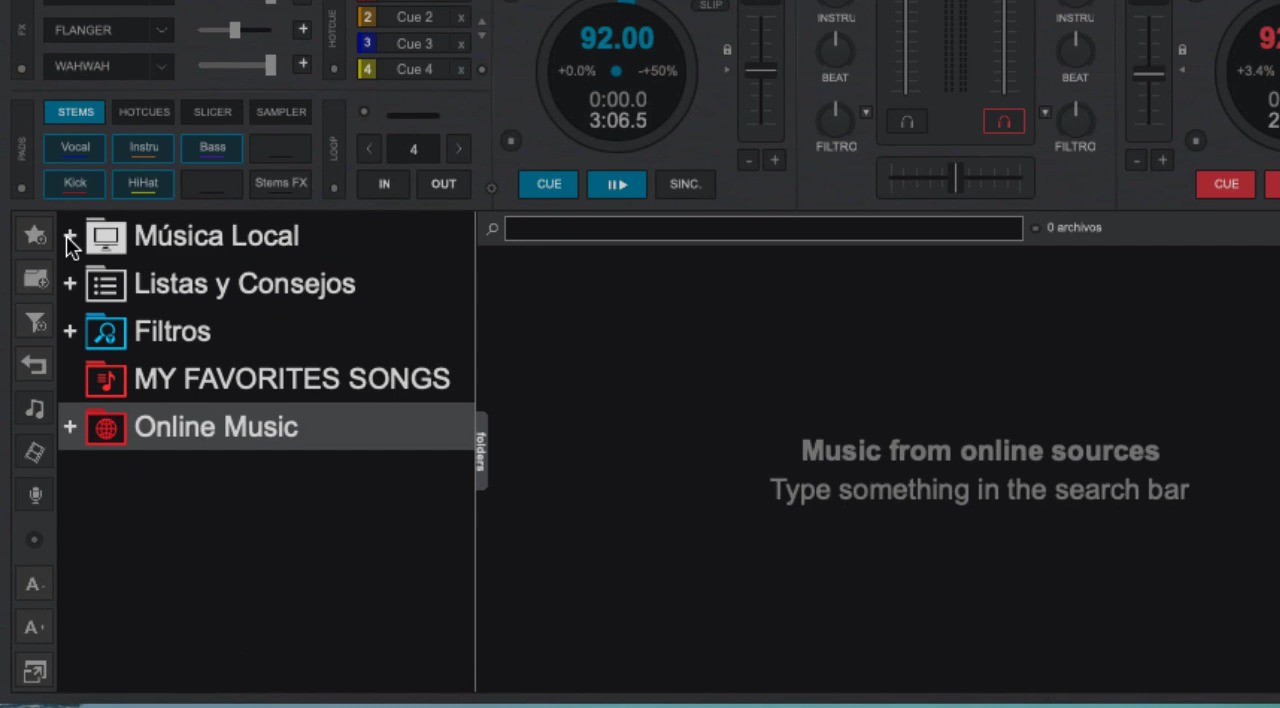 SLIP
INSTRU
INSTRU
FX
FLANGER
+
HOTCUE
2 Cue 2 x
3 Cue 3 x
4 Cue 4 x
WAHWAH
+
92.00
+0.0%
-+50%
0:00.0
3:06.5
BEAT
BEAT
+3.4%
FILTRO
FILTRO
PADS
STEMS HOTCUES SLICER SAMPLER
Vocal Instru Bass
Kick HiHat Stems FX
LOOP
< 4 >
IN OUT
CUE
SINC.
- +
- +
CUE
+ Música Local
+ Listas y Consejos
+ Filtros
MY FAVORITES SONGS
+ Online Music
folders
0 archivos
Music from online sources
Type something in the search bar
A-
A+